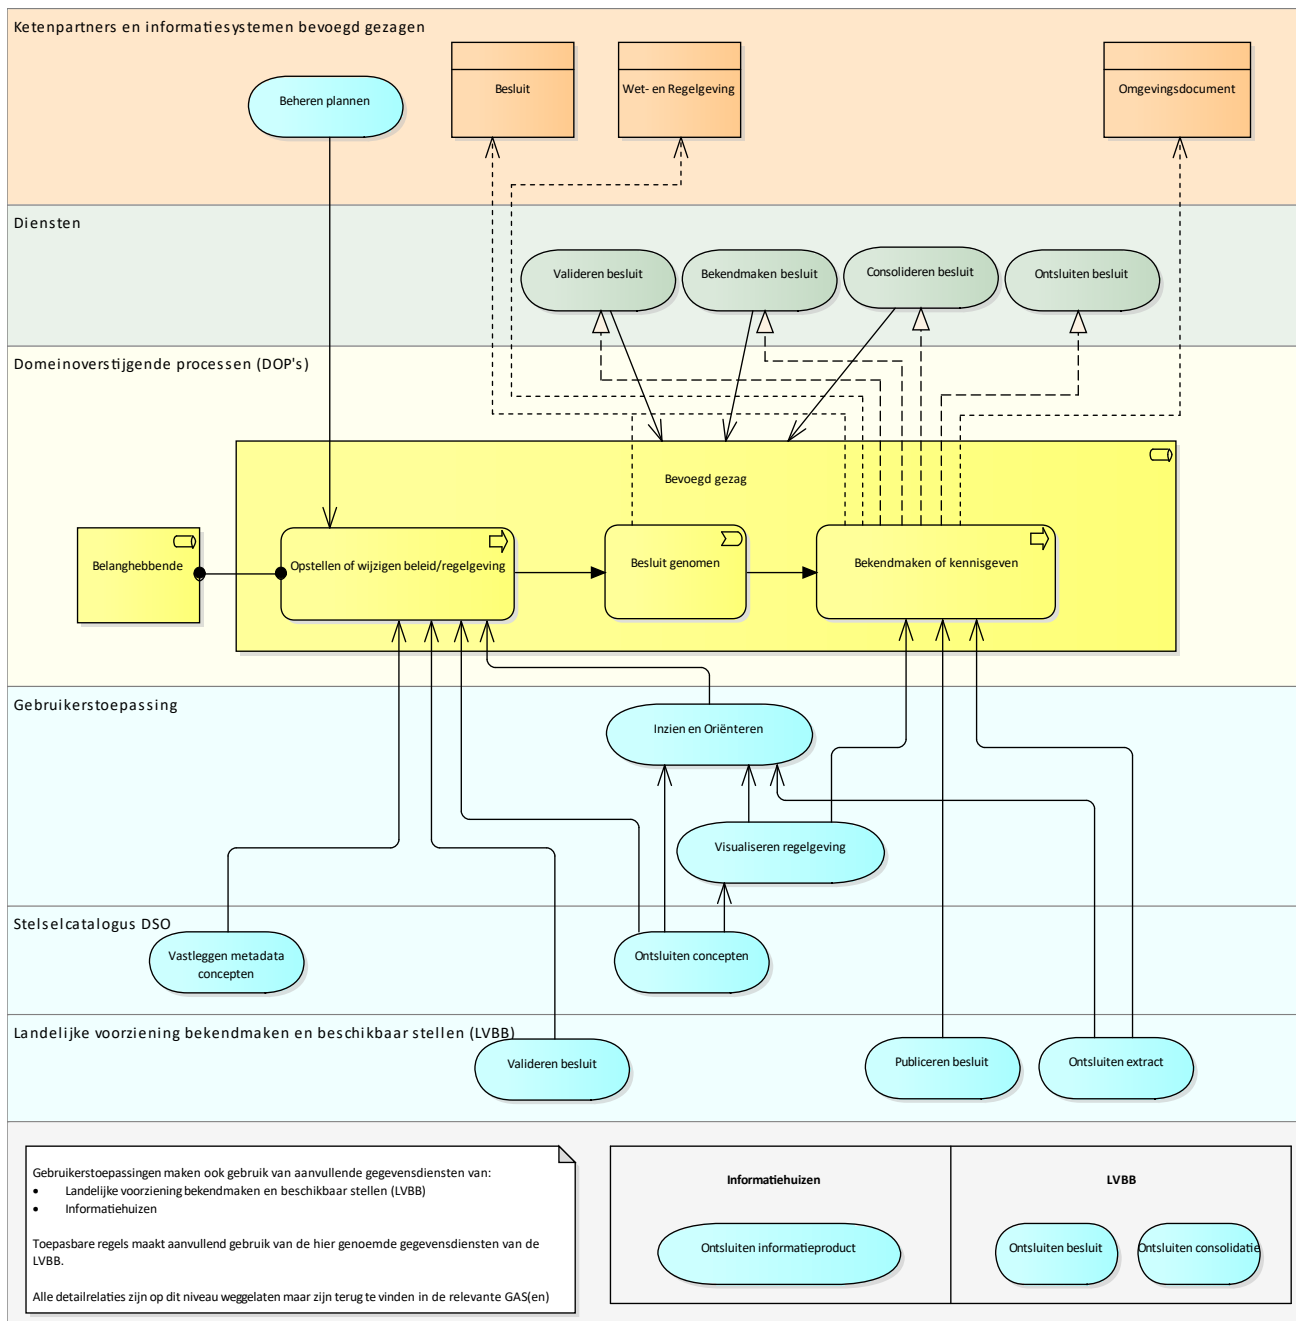 Ketenpartners en informatiesystemen bevoegd gezagen
Beheren plannen
Besluit
Wet- en Regelgeving
Omgevingsdocument
Diensten
Valideren besluit
Bekendmaken besluit
Consolideren besluit
Ontsluiten besluit
Domeinoverstijgende processen (DOP's)
Bevoegd gezag
Belanghebbende
Opstellen of wijzigen beleid/regelgeving
Besluit genomen
Bekendmaken of kennisgeven
Gebruikerstoepassing
Inzien en Oriënteren
Visualiseren regelgeving
Stelselcatalogus DSO
Vastleggen metadata
concepten
Ontsluiten concepten
Landelijke voorziening bekendmaken en beschikbaar stellen (LVBB)
Valideren besluit
Publiceren besluit
Ontsluiten extract
Gebruikerstoepassingen maken ook gebruik van aanvullende gegevensdiensten van:
• Landelijke voorziening bekendmaken en beschikbaar stellen (LVBB)
• Informatiehuizen
Toepasbare regels maakt aanvullend gebruik van de hier genoemde gegevensdiensten van de
LVBB.
Alle detailrelaties zijn op dit niveau weggelaten maar zijn terug te vinden in de relevante GAS(en)
Informatiehuizen
Ontsluiten informatieproduct
LVBB
Ontsluiten besluit
Ontsluiten consolidatie